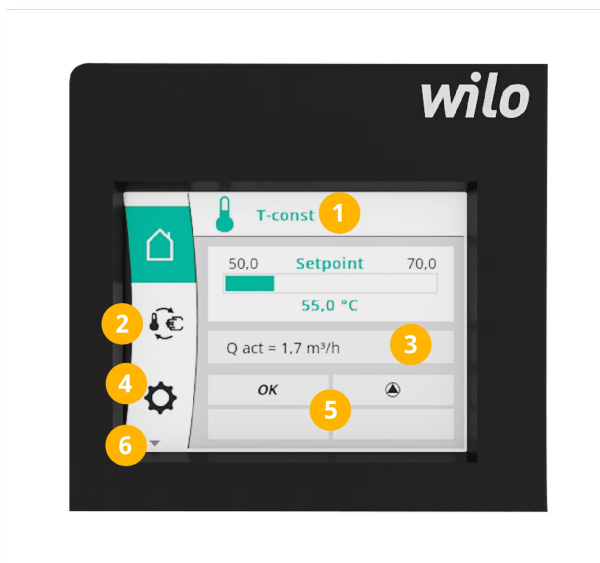 wilo
T-const 1
50,0 Setpoint 70,0
55,0 °C
2
Q act = 1,7 m³/h 3
4
OK
5
6